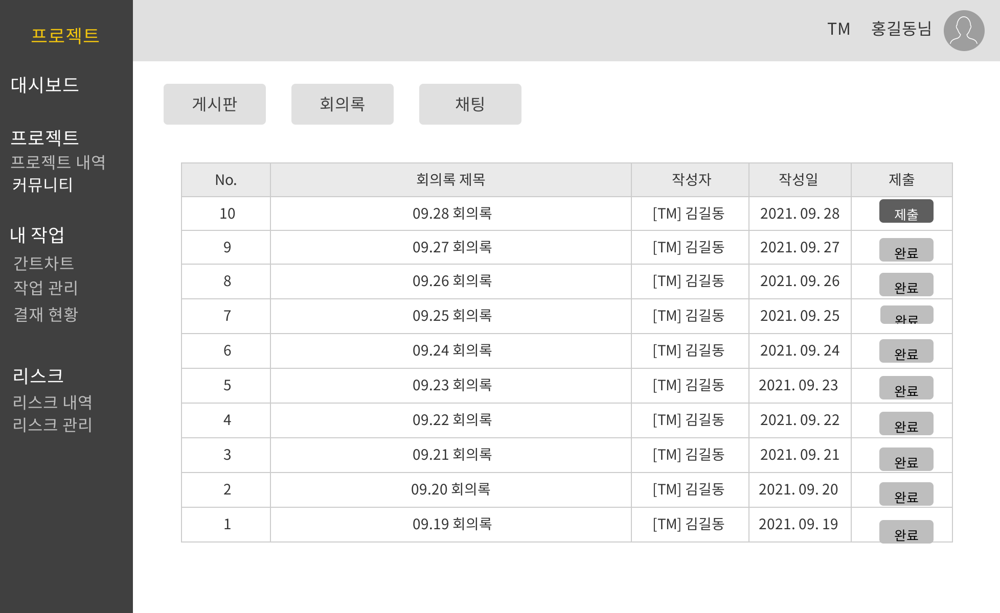 프로젝트
대시보드
프로젝트
프로젝트 내역
커뮤니티
내 작업
간트차트
작업 관리
결재 현황
리스크
리스크 내역
리스크 관리
TM 홍길동님
게시판 회의록 채팅
No. 회의록 제목 작성자 작성일 제출
10 09.28 회의록 [TM] 김길동 2021. 09. 28 제출
9 09.27 회의록 [TM] 김길동 2021. 09. 27 완료
8 09.26 회의록 [TM] 김길동 2021. 09. 26 완료
7 09.25 회의록 [TM] 김길동 2021. 09. 25 완료
6 09.24 회의록 [TM] 김길동 2021. 09. 24 완료
5 09.23 회의록 [TM] 김길동 2021. 09. 23 완료
4 09.22 회의록 [TM] 김길동 2021. 09. 22 완료
3 09.21 회의록 [TM] 김길동 2021. 09. 21 완료
2 09.20 회의록 [TM] 김길동 2021. 09. 20 완료
1 09.19 회의록 [TM] 김길동 2021. 09. 19 완료